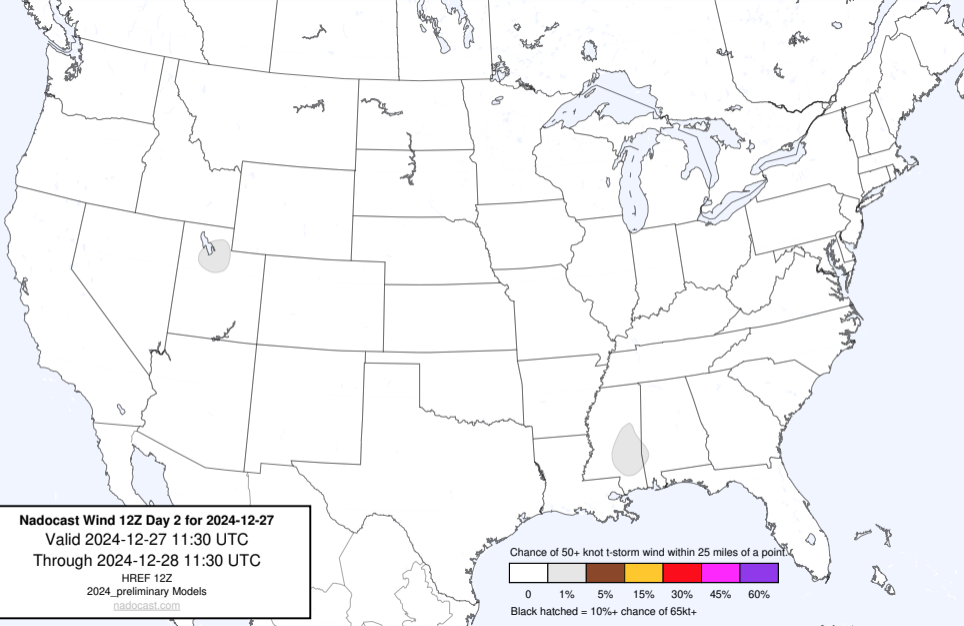 Nadocast Wind 12Z Day 2 for 2024-12-27
Valid 2024-12-27 11:30 UTC
Through 2024-12-28 11:30 UTC
HREF 12Z
2024_preliminary Models
nadocast.com
Chance of 50+ knot t-storm wind within 25 miles of a point.
0 1% 5% 15% 30% 45% 60%
Black hatched = 10%+ chance of 65kt+